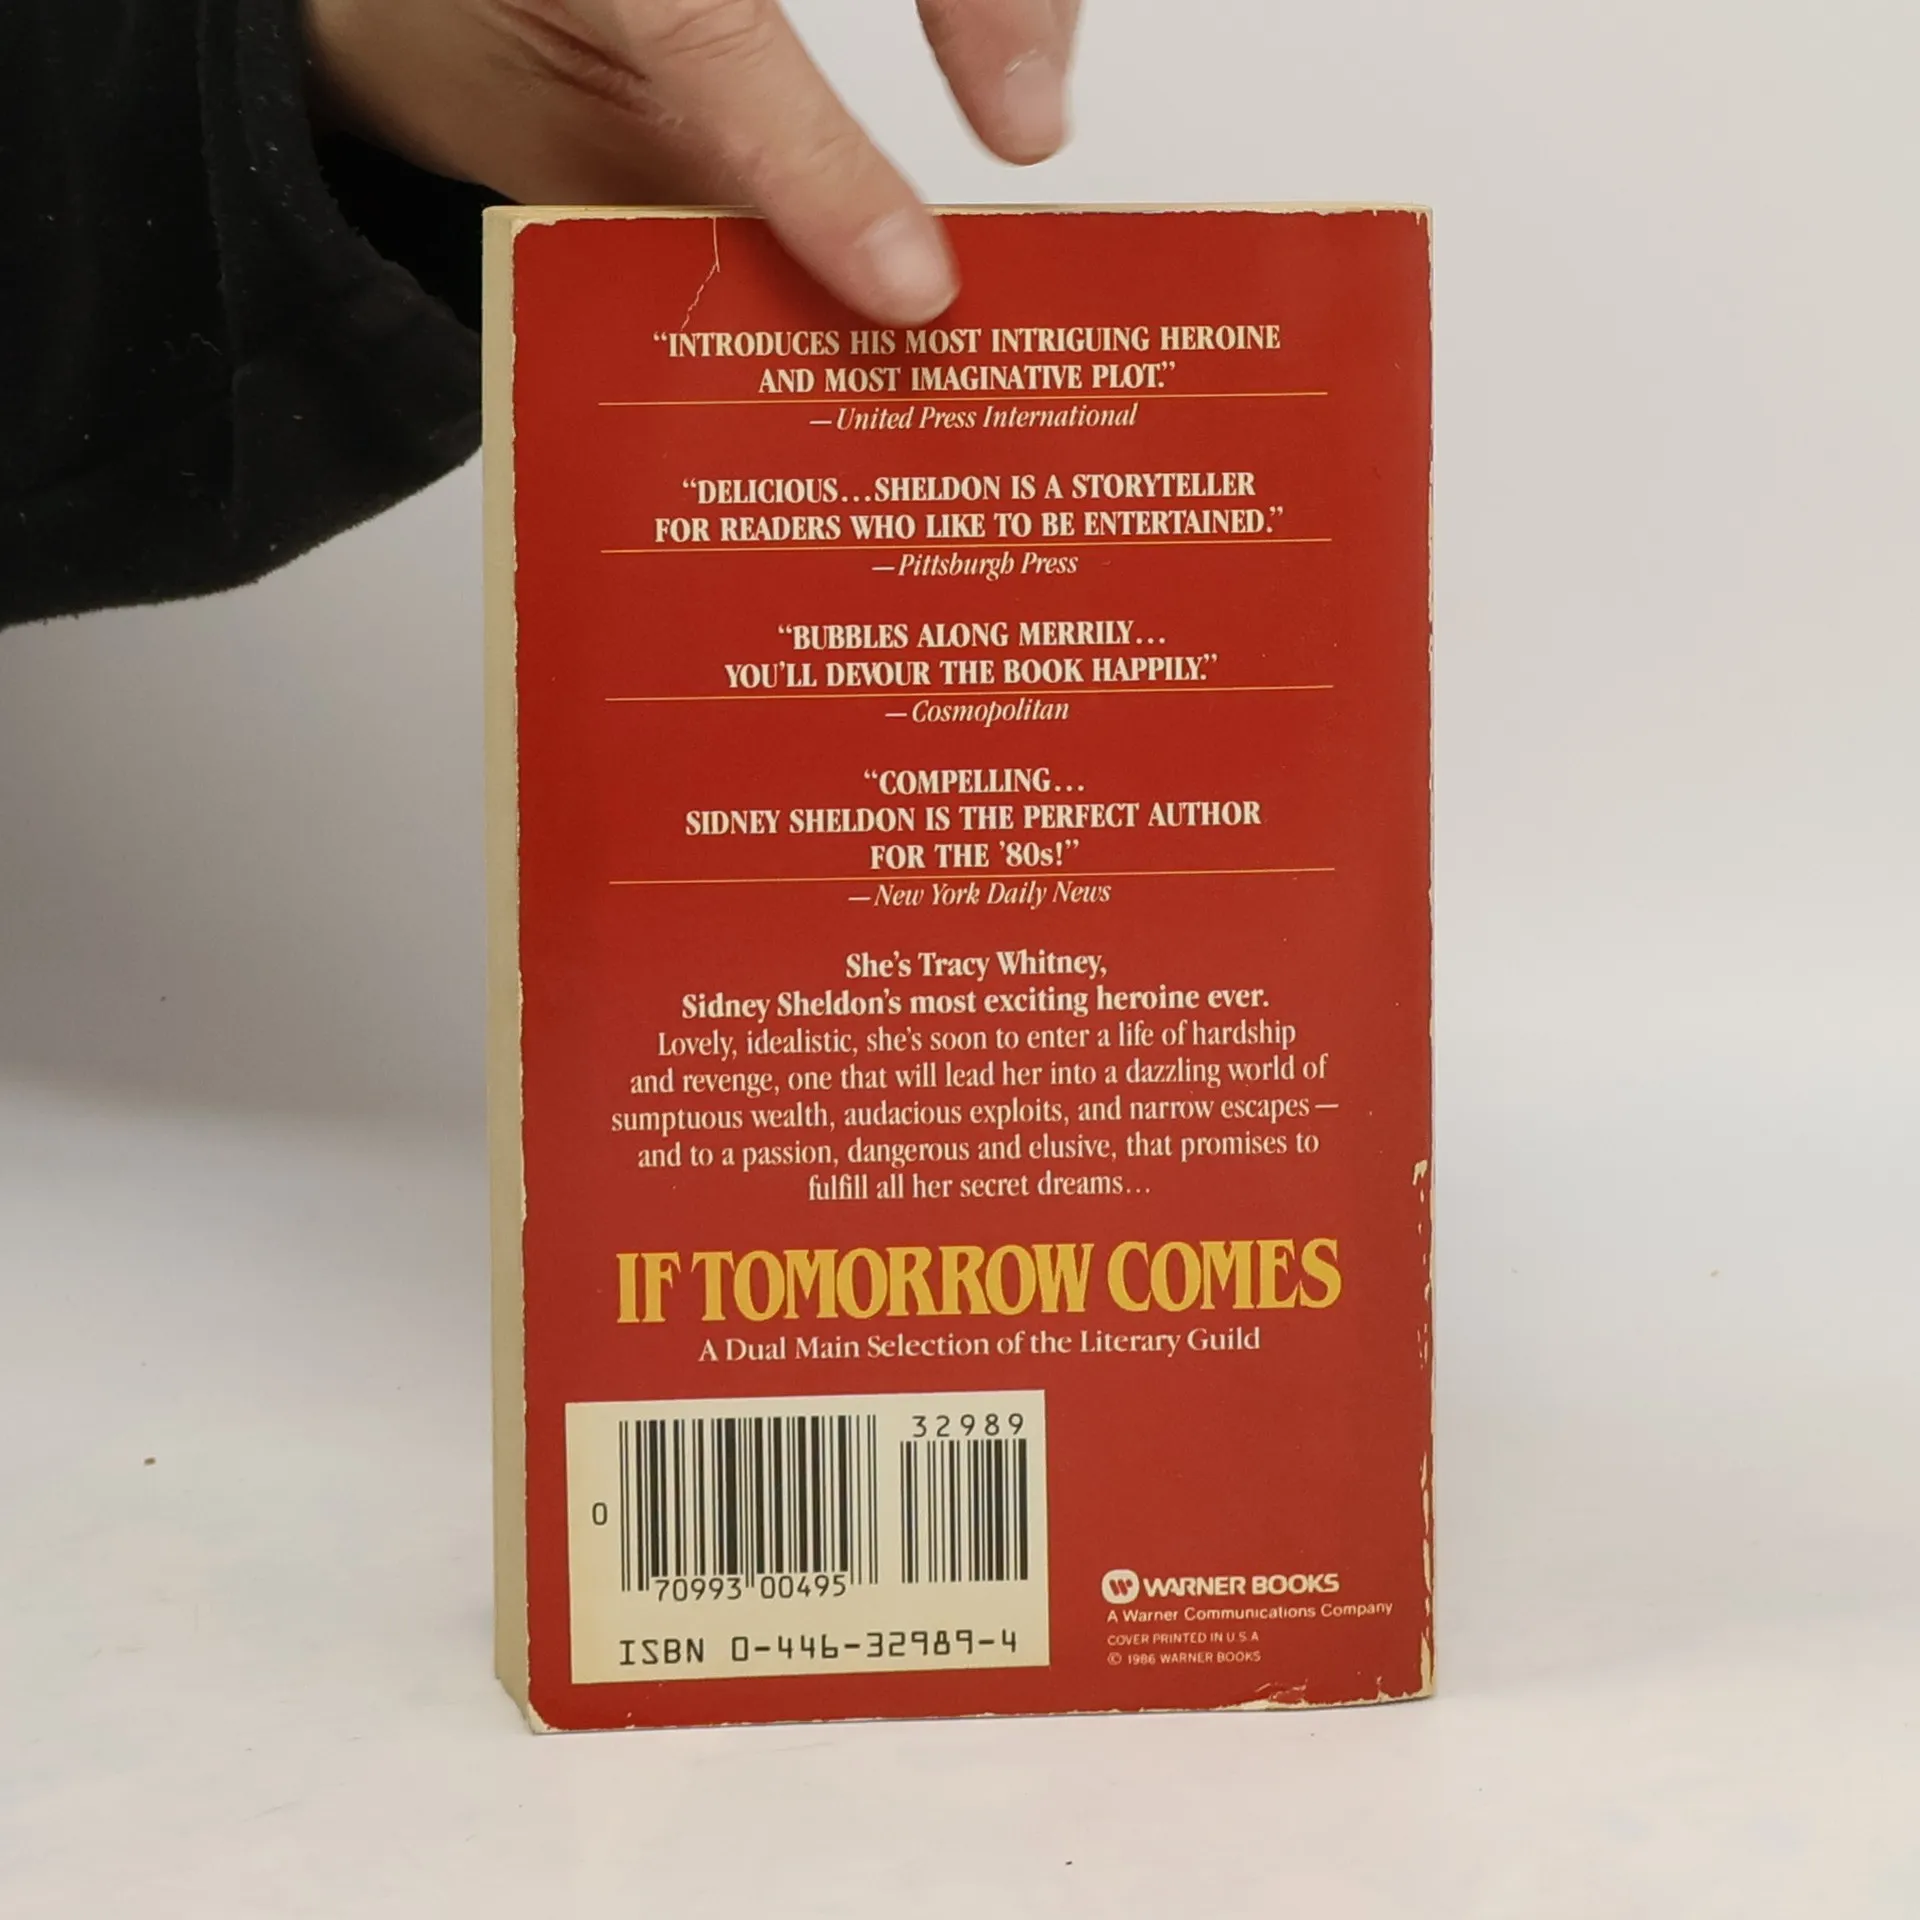 “INTRODUCES HIS MOST INTRIGUING HEROINE
AND MOST IMAGINATIVE PLOT.”
—United Press International
“DELICIOUS...SHELDON IS A STORYTELLER
FOR READERS WHO LIKE TO BE ENTERTAINED.”
—Pittsburgh Press
“BUBBLES ALONG MERRILY...
YOU’LL DEVOUR THE BOOK HAPPILY.”
—Cosmopolitan
“COMPELLING...
SIDNEY SHELDON IS THE PERFECT AUTHOR
FOR THE ’80s!”
—New York Daily News
She’s Tracy Whitney,
Sidney Sheldon’s most exciting heroine ever.
Lovely, idealistic, she’s soon to enter a life of hardship
and revenge, one that will lead her into a dazzling world of
sumptuous wealth, audacious exploits, and narrow escapes—
and to a passion, dangerous and elusive, that promises to
fulfill all her secret dreams...
IF TOMORROW COMES
A Dual Main Selection of the Literary Guild
32989
0
70993 00495
ISBN 0-446-32989-4
W WARNER BOOKS
A Warner Communications Company
COVER PRINTED IN U.S.A
© 1986 WARNER BOOKS